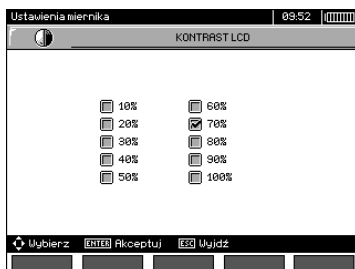 Ustawienia miernika 09:52
KONTRAST LCD
10% 60%
20% 70%
30% 80%
40% 90%
50% 100%
Wybierz ENTER Akceptuj ESC Wyjdź